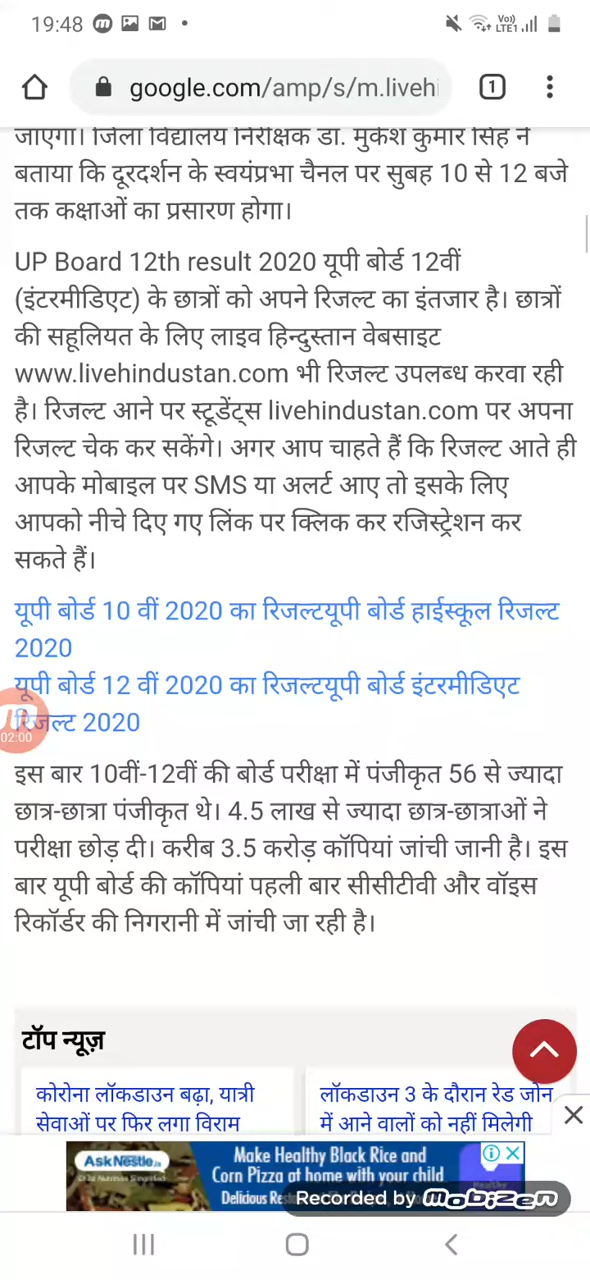 19:48
Vo)) LTE1
google.com/amp/s/m.livehi
1
जाएगा। जिला विद्यालय निरीक्षक डॉ. मुकेश कुमार सिंह ने
बताया कि दूरदर्शन के स्वयंप्रभा चैनल पर सुबह 10 से 12 बजे
तक कक्षाओं का प्रसारण होगा।
UP Board 12th result 2020 यूपी बोर्ड 12वीं
(इंटरमीडिएट) के छात्रों को अपने रिजल्ट का इंतजार है। छात्रों
की सहूलियत के लिए लाइव हिन्दुस्तान वेबसाइट
www.livehindustan.com भी रिजल्ट उपलब्ध करवा रही
है। रिजल्ट आने पर स्टूडेंट्स livehindustan.com पर अपना
रिजल्ट चेक कर सकेंगे। अगर आप चाहते हैं कि रिजल्ट आते ही
आपके मोबाइल पर SMS या अलर्ट आए तो इसके लिए
आपको नीचे दिए गए लिंक पर क्लिक कर रजिस्ट्रेशन कर
सकते हैं।
यूपी बोर्ड 10 वीं 2020 का रिजल्टयूपी बोर्ड हाईस्कूल रिजल्ट
2020
यूपी बोर्ड 12 वीं 2020 का रिजल्टयूपी बोर्ड इंटरमीडिएट
रिजल्ट 2020
02:00
इस बार 10वीं-12वीं की बोर्ड परीक्षा में पंजीकृत 56 से ज्यादा
छात्र-छात्रा पंजीकृत थे। 4.5 लाख से ज्यादा छात्र-छात्राओं ने
परीक्षा छोड़ दी। करीब 3.5 करोड़ कॉपियां जांची जानी है। इस
बार यूपी बोर्ड की कॉपियां पहली बार सीसीटीवी और वॉइस
रिकॉर्डर की निगरानी में जांची जा रही है।
टॉप न्यूज़
कोरोना लॉकडाउन बढ़ा, यात्री
सेवाओं पर फिर लगा विराम
लॉकडाउन 3 के दौरान रेड जोन
में आने वालों को नहीं मिलेगी
AskNestle.in
Make Healthy Black Rice and
Corn Pizza at home with your child
Delicious
Recorded by Mobizen